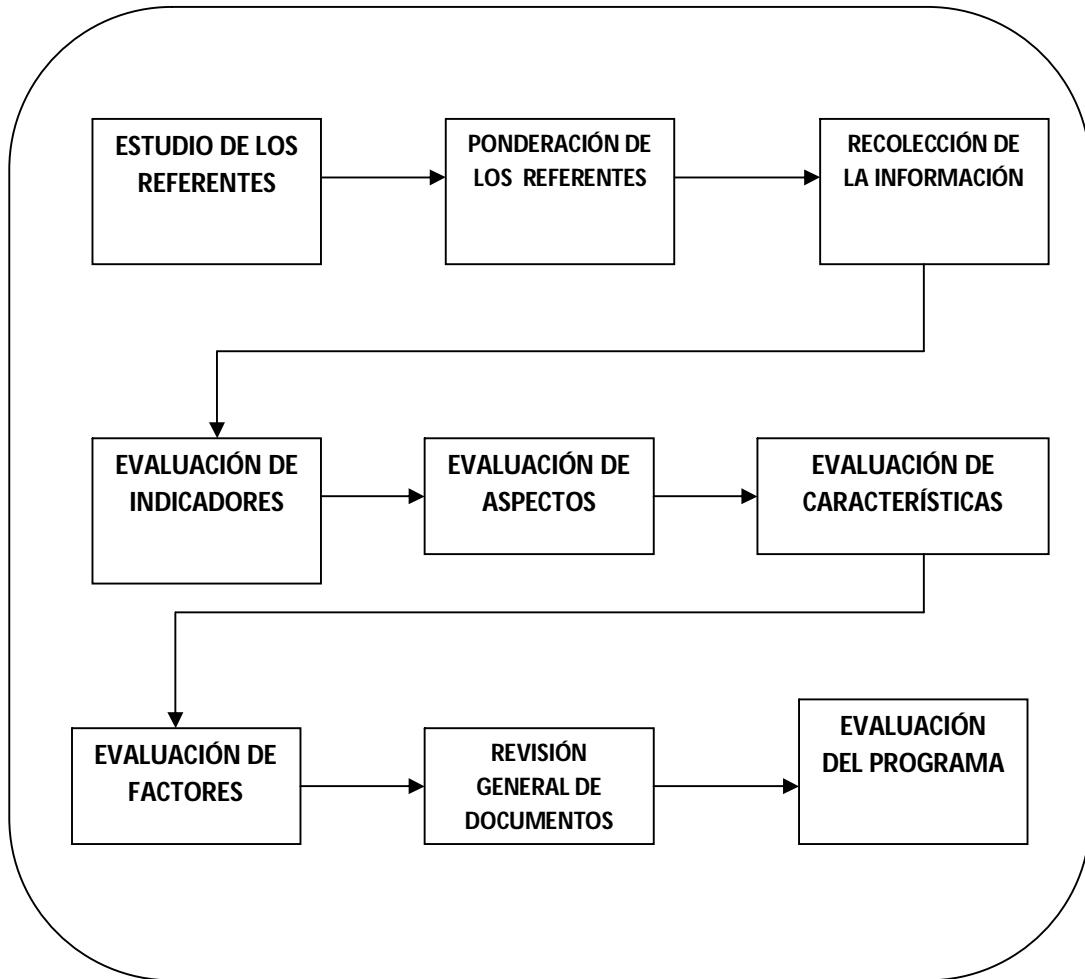 ESTUDIO DE LOS
REFERENTES
PONDERACIÓN DE
LOS REFERENTES
RECOLECCIÓN DE
LA INFORMACIÓN
EVALUACIÓN DE
INDICADORES
EVALUACIÓN DE
ASPECTOS
EVALUACIÓN DE
CARACTERÍSTICAS
EVALUACIÓN DE
FACTORES
REVISIÓN
GENERAL DE
DOCUMENTOS
EVALUACIÓN
DEL PROGRAMA